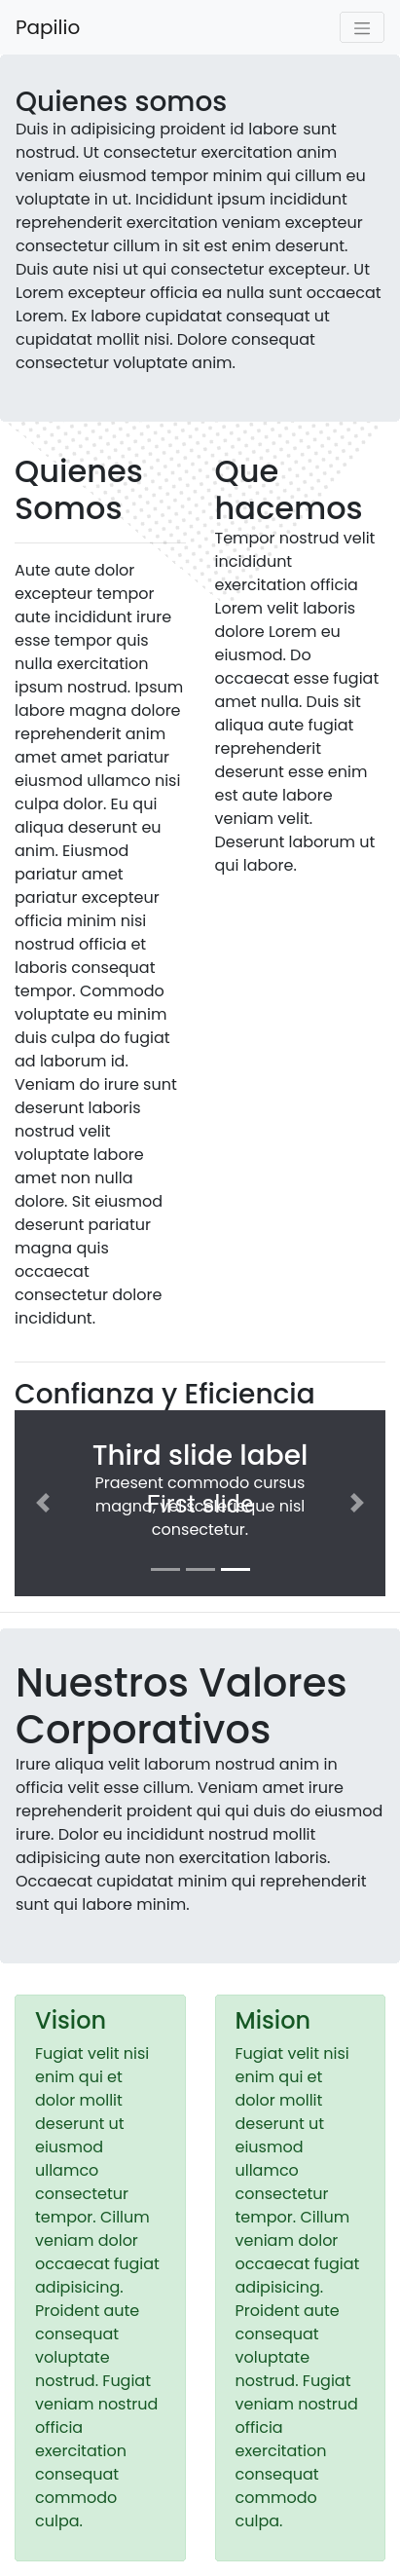 Papilio
Quienes somos
Duis in adipisicing proident id labore sunt
nostrud. Ut consectetur exercitation anim
veniam eiusmod tempor minim qui cillum eu
voluptate in ut. Incididunt ipsum incididunt
reprehenderit exercitation veniam excepteur
consectetur cillum in sit est enim deserunt.
Duis aute nisi ut qui consectetur excepteur. Ut
Lorem excepteur officia ea nulla sunt occaecat
Lorem. Ex labore cupidatat consequat ut
cupidatat mollit nisi. Dolore consequat
consectetur voluptate anim.
Quienes
Somos
Aute aute dolor
excepteur tempor
aute incididunt irure
esse tempor quis
nulla exercitation
ipsum nostrud. Ipsum
labore magna dolore
reprehenderit anim
amet amet pariatur
eiusmod ullamco nisi
culpa dolor. Eu qui
aliqua deserunt eu
anim. Eiusmod
pariatur amet
pariatur excepteur
officia minim nisi
nostrud officia et
laboris consequat
tempor. Commodo
voluptate eu minim
duis culpa do fugiat
ad laborum id.
Veniam do irure sunt
deserunt laboris
nostrud velit
voluptate labore
amet non nulla
dolore. Sit eiusmod
deserunt pariatur
magna quis
occaecat
consectetur dolore
incididunt.
Que
hacemos
Tempor nostrud velit
incididunt
exercitation officia
Lorem velit laboris
dolore Lorem eu
eiusmod. Do
occaecat esse fugiat
amet nulla. Duis sit
aliqua aute fugiat
reprehenderit
deserunt esse enim
est aute labore
veniam velit.
Deserunt laborum ut
qui labore.
Confianza y Eficiencia
Third slide label
Praesent commodo cursus
magna, vel scelerisque nisl
consectetur.
First slide
Nuestros Valores
Corporativos
Irure aliqua velit laborum nostrud anim in
officia velit esse cillum. Veniam amet irure
reprehenderit proident qui qui duis do eiusmod
irure. Dolor eu incididunt nostrud mollit
adipisicing aute non exercitation laboris.
Occaecat cupidatat minim qui reprehenderit
sunt qui labore minim.
Vision
Fugiat velit nisi
enim qui et
dolor mollit
deserunt ut
eiusmod
ullamco
consectetur
tempor. Cillum
veniam dolor
occaecat fugiat
adipisicing.
Proident aute
consequat
voluptate
nostrud. Fugiat
veniam nostrud
officia
exercitation
consequat
commodo
culpa.
Mision
Fugiat velit nisi
enim qui et
dolor mollit
deserunt ut
eiusmod
ullamco
consectetur
tempor. Cillum
veniam dolor
occaecat fugiat
adipisicing.
Proident aute
consequat
voluptate
nostrud. Fugiat
veniam nostrud
officia
exercitation
consequat
commodo
culpa.